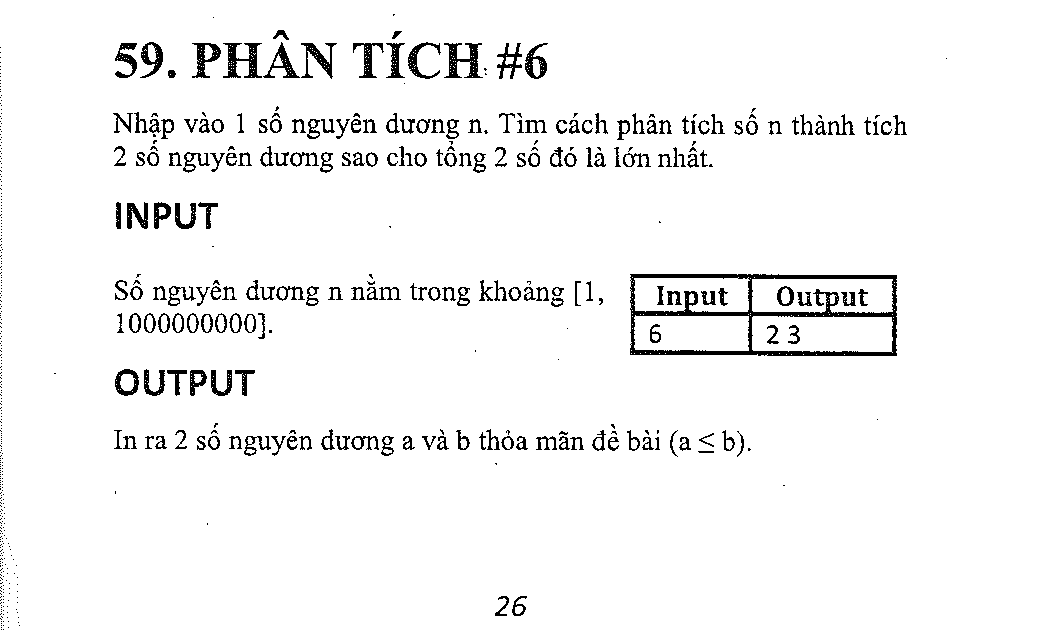 59. PHÂN TÍCH #6
Nhập vào 1 số nguyên dương n. Tìm cách phân tích số n thành tích
2 số nguyên dương sao cho tổng 2 số đó là lớn nhất.
INPUT
Số nguyên dương n nằm trong khoảng [1,
10000000000].
Input Output
6 2 3
OUTPUT
In ra 2 số nguyên dương a và b thỏa mãn đề bài (a ≤ b).
26